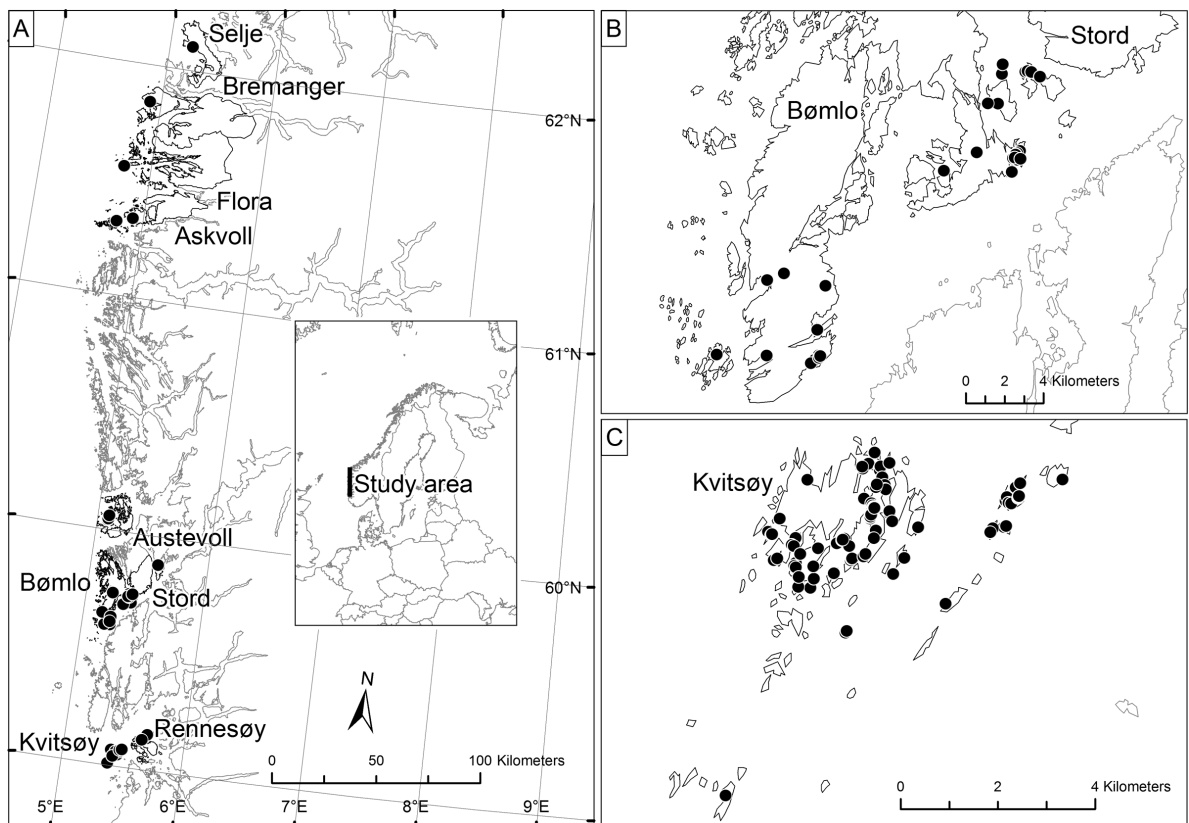 A
Selje
Bremanger
62°N
Flora
Askvoll
61°N
Study area
Austevoll
Bømlo
Stord
60°N
N
Kvitsøy
Rennesøy
0 50 100 Kilometers
5°E 6°E 7°E 8°E 9°E
B
Stord
Bømlo
0 2 4 Kilometers
C
Kvitsøy
0 2 4 Kilometers